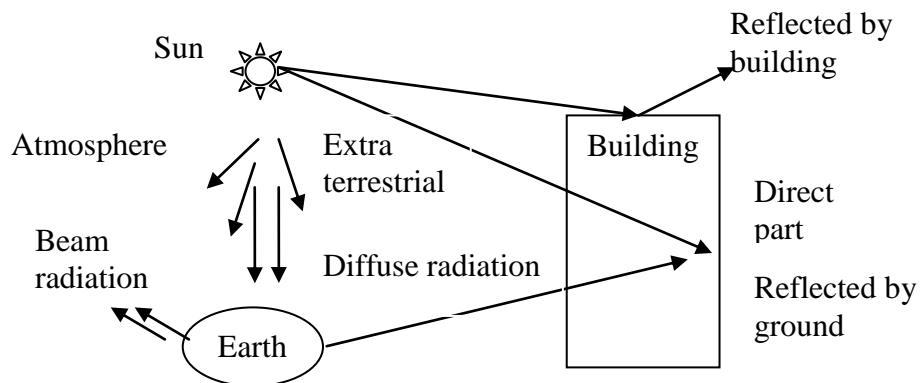 Sun
Reflected by
building
Atmosphere
Extra
terrestrial
Building
Direct
part
Beam
radiation
Diffuse radiation
Reflected by
ground
Earth